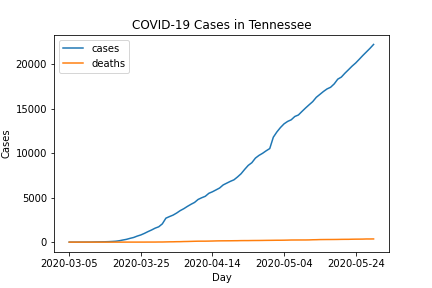 COVID-19 Cases in Tennessee
cases
deaths
20000
15000
10000
5000
0
Cases
2020-03-05 2020-03-25 2020-04-14 2020-05-04 2020-05-24
Day